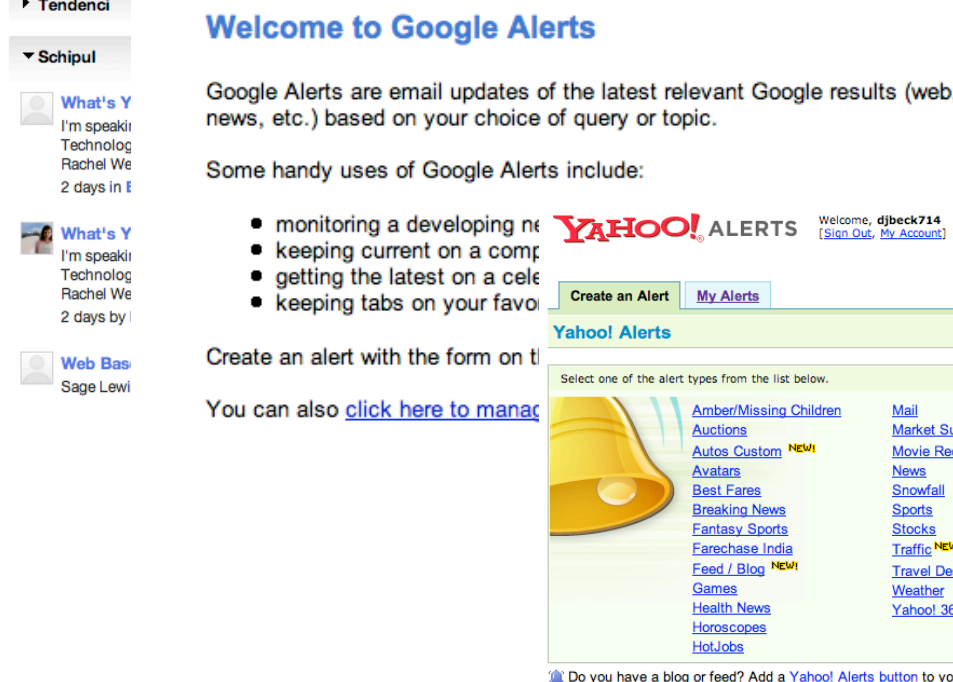 Tendenci
Schipul
What's Y
I'm speakin
Technolog
Rachel We
2 days in E
What's Y
I'm speakin
Technolog
Rachel We
2 days by
Web Bas
Sage Lewi
Welcome to Google Alerts
Google Alerts are email updates of the latest relevant Google results (web,
news, etc.) based on your choice of query or topic.
Some handy uses of Google Alerts include:
monitoring a developing ne
keeping current on a comp
getting the latest on a cele
keeping tabs on your favo
Create an alert with the form on t
You can also click here to manag
YAHOO! ALERTS
Welcome, djbeck714
[Sign Out, My Account]
Create an Alert My Alerts
Yahoo! Alerts
Select one of the alert types from the list below.
Amber/Missing Children
Auctions
Autos Custom NEW!
Avatars
Best Fares
Breaking News
Fantasy Sports
Farechase India
Feed / Blog NEW!
Games
Health News
Horoscopes
HotJobs
Mail
Market Su
Movie Re
News
Snowfall
Sports
Stocks
Traffic NEW
Travel De
Weather
Yahoo! 36
Do you have a blog or feed? Add a Yahoo! Alerts button to yo